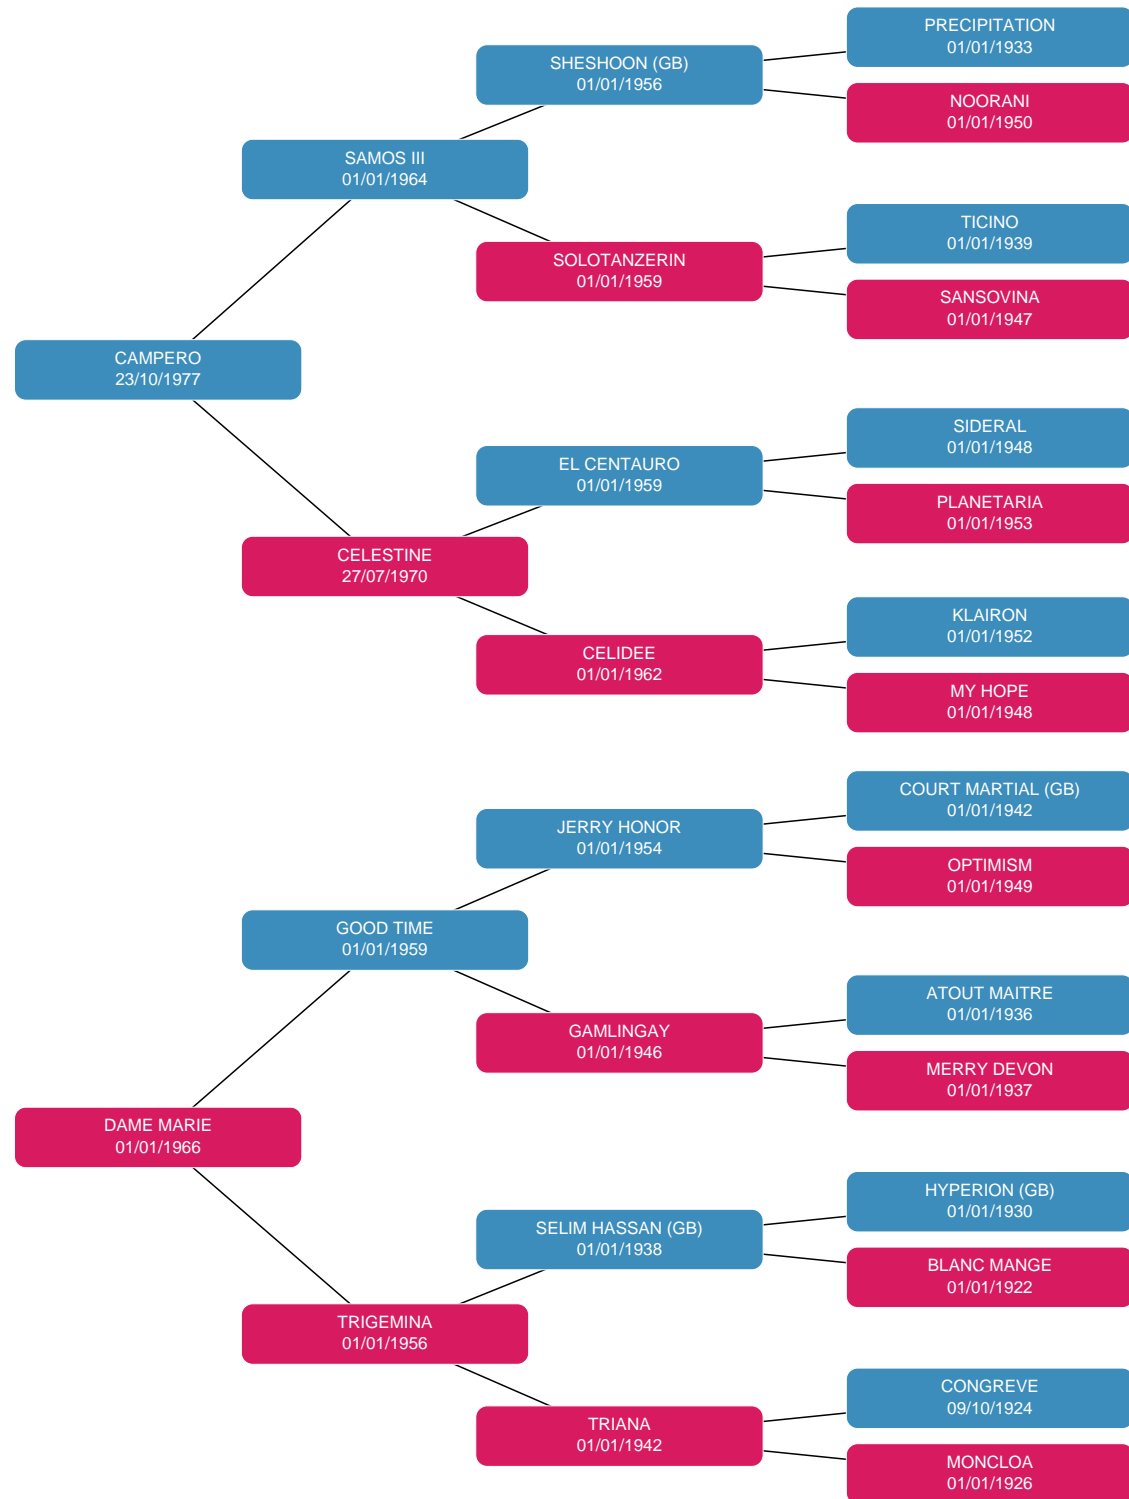 PRECIPITATION
01/01/1933
SHESHOON (GB)
01/01/1956
NOORANI
01/01/1950
SAMOS III
01/01/1964
TICINO
01/01/1939
SOLOTANZERIN
01/01/1959
SANSOVINA
01/01/1947
CAMPERO
23/10/1977
SIDERAL
01/01/1948
EL CENTAURO
01/01/1959
PLANETARIA
01/01/1953
CELESTINE
27/07/1970
KLAIRON
01/01/1952
CELIDEE
01/01/1962
MY HOPE
01/01/1948
COURT MARTIAL (GB)
01/01/1942
JERRY HONOR
01/01/1954
OPTIMISM
01/01/1949
GOOD TIME
01/01/1959
ATOUT MAITRE
01/01/1936
GAMLINGAY
01/01/1946
MERRY DEVON
01/01/1937
DAME MARIE
01/01/1966
HYPERION (GB)
01/01/1930
SELIM HASSAN (GB)
01/01/1938
BLANC MANGE
01/01/1922
TRIGEMINA
01/01/1956
CONGREVE
09/10/1924
TRIANA
01/01/1942
MONCLOA
01/01/1926